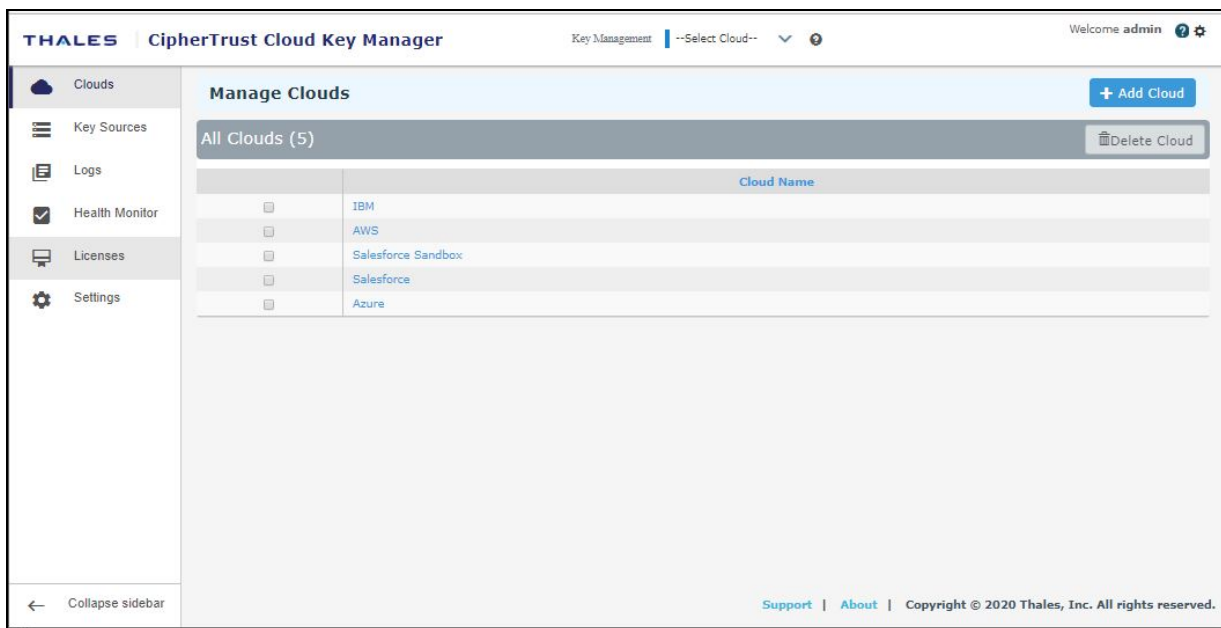 THALES CipherTrust Cloud Key Manager Key Management --Select Cloud-- Welcome admin
Clouds
Key Sources
Logs
Health Monitor
Licenses
Settings
Collapse sidebar
Manage Clouds + Add Cloud
All Clouds (5) Delete Cloud
Cloud Name
IBM
AWS
Salesforce Sandbox
Salesforce
Azure
Support | About | Copyright © 2020 Thales, Inc. All rights reserved.